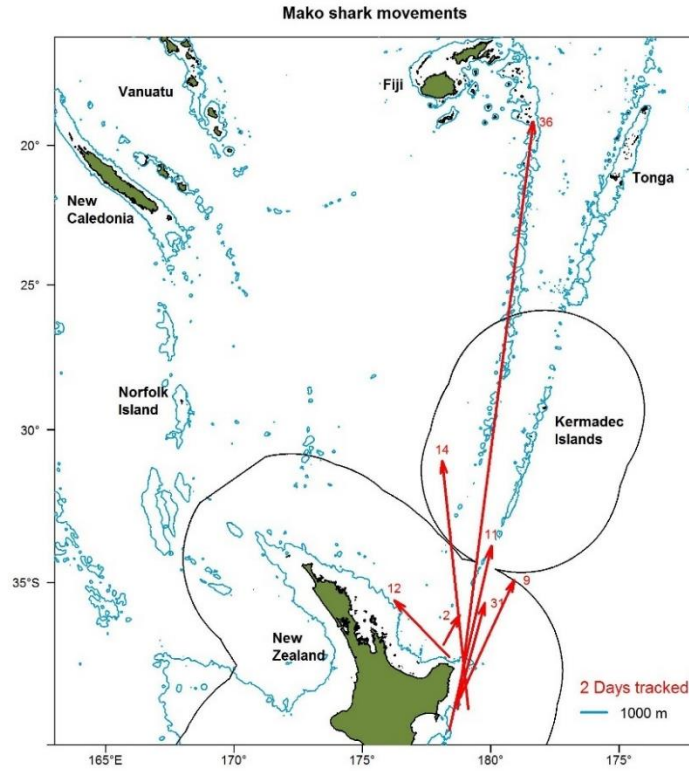 Mako shark movements
Vanuatu
Fiji
36
20°
Tonga
New
Caledonia
25°
Norfolk
Island
Kermadec
Islands
30°
14
11
35°S
12
9
31
2
New
Zealand
2 Days tracked
1000 m
165°E
170°
175°
180°
175°